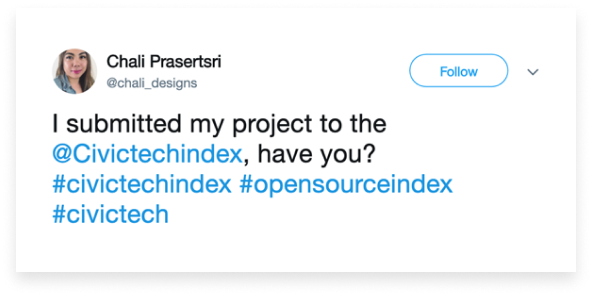 Chali Prasertsri
@chali_designs
Follow
I submitted my project to the
@Civictechindex, have you?
#civictechindex #opensourceindex
#civictech